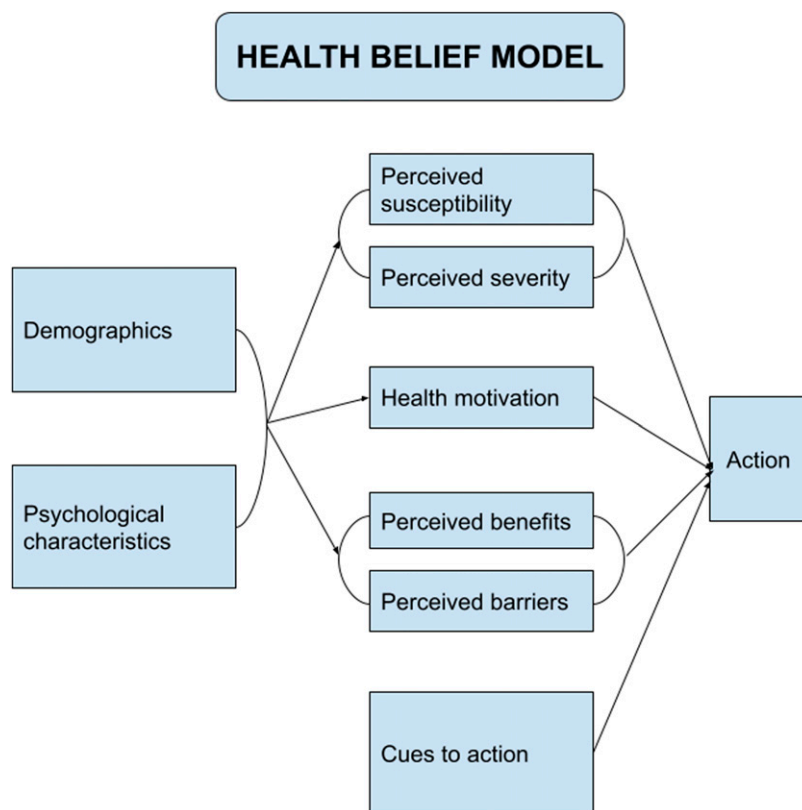 HEALTH BELIEF MODEL
Perceived
susceptibility
Perceived severity
Demographics
Health motivation
Action
Psychological
characteristics
Perceived benefits
Perceived barriers
Cues to action